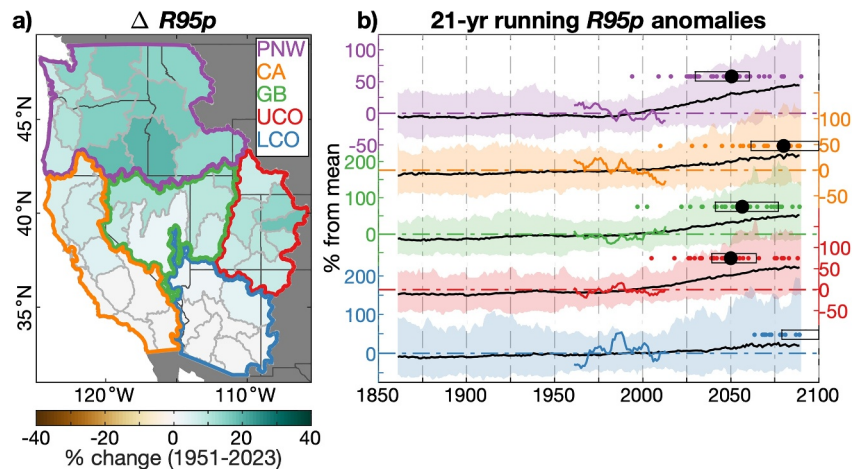 a)
Δ R95p
PNW
CA
GB
UCO
LCO
45°N
40°N
35°N
120°W
110°W
-40
-20
0
20
40
% change (1951-2023)
b)
21-yr running R95p anomalies
% from mean
100
50
0
-50
100
50
0
-50
200
100
0
100
50
0
-50
200
100
0
1850
1900
1950
2000
2050
2100